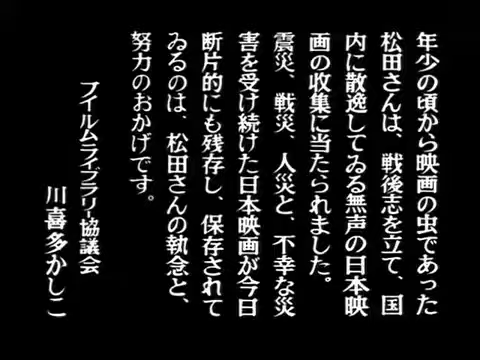 年少の頃から映画の虫であった
松田さんは、戦後志を立て、国
内に散逸してゐる無声の日本映
画の収集に当たられました。
震災、戦災、人災と、不幸な災
害を受け続けた日本映画が今日
断片的にも残存し、保存されて
ゐるのは、松田さんの執念と、
努力のおかげです。
フイルムライブラリー協議会
川喜多かしこ